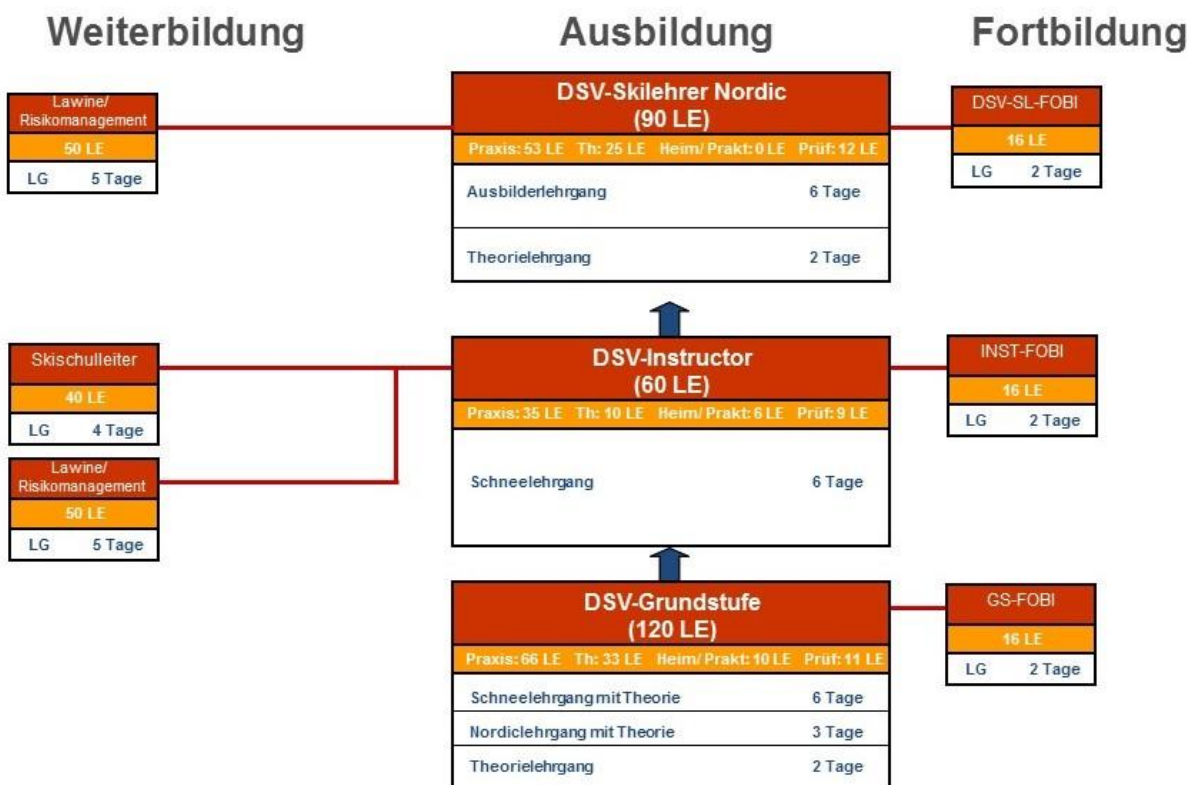 Weiterbildung Ausbildung Fortbildung
Lawine/
Risikomanagement
50 LE
LG 5 Tage
DSV-Skilehrer Nordic
(90 LE)
Praxis: 53 LE Th: 25 LE Heim/ Prakt: 0 LE Prüf: 12 LE
Ausbilderlehrgang 6 Tage
Theorielehrgang 2 Tage
DSV-SL-FOBI
16 LE
LG 2 Tage
Skischulleiter
40 LE
LG 4 Tage
Lawine/
Risikomanagement
50 LE
LG 5 Tage
DSV-Instructor
(60 LE)
Praxis: 35 LE Th: 10 LE Heim/ Prakt: 6 LE Prüf: 9 LE
Schneelehrgang 6 Tage
INST-FOBI
16 LE
LG 2 Tage
DSV-Grundstufe
(120 LE)
Praxis: 66 LE Th: 33 LE Heim/ Prakt: 10 LE Prüf: 11 LE
Schneelehrgang mit Theorie 6 Tage
Nordiclehrgang mit Theorie 3 Tage
Theorielehrgang 2 Tage
GS-FOBI
16 LE
LG 2 Tage